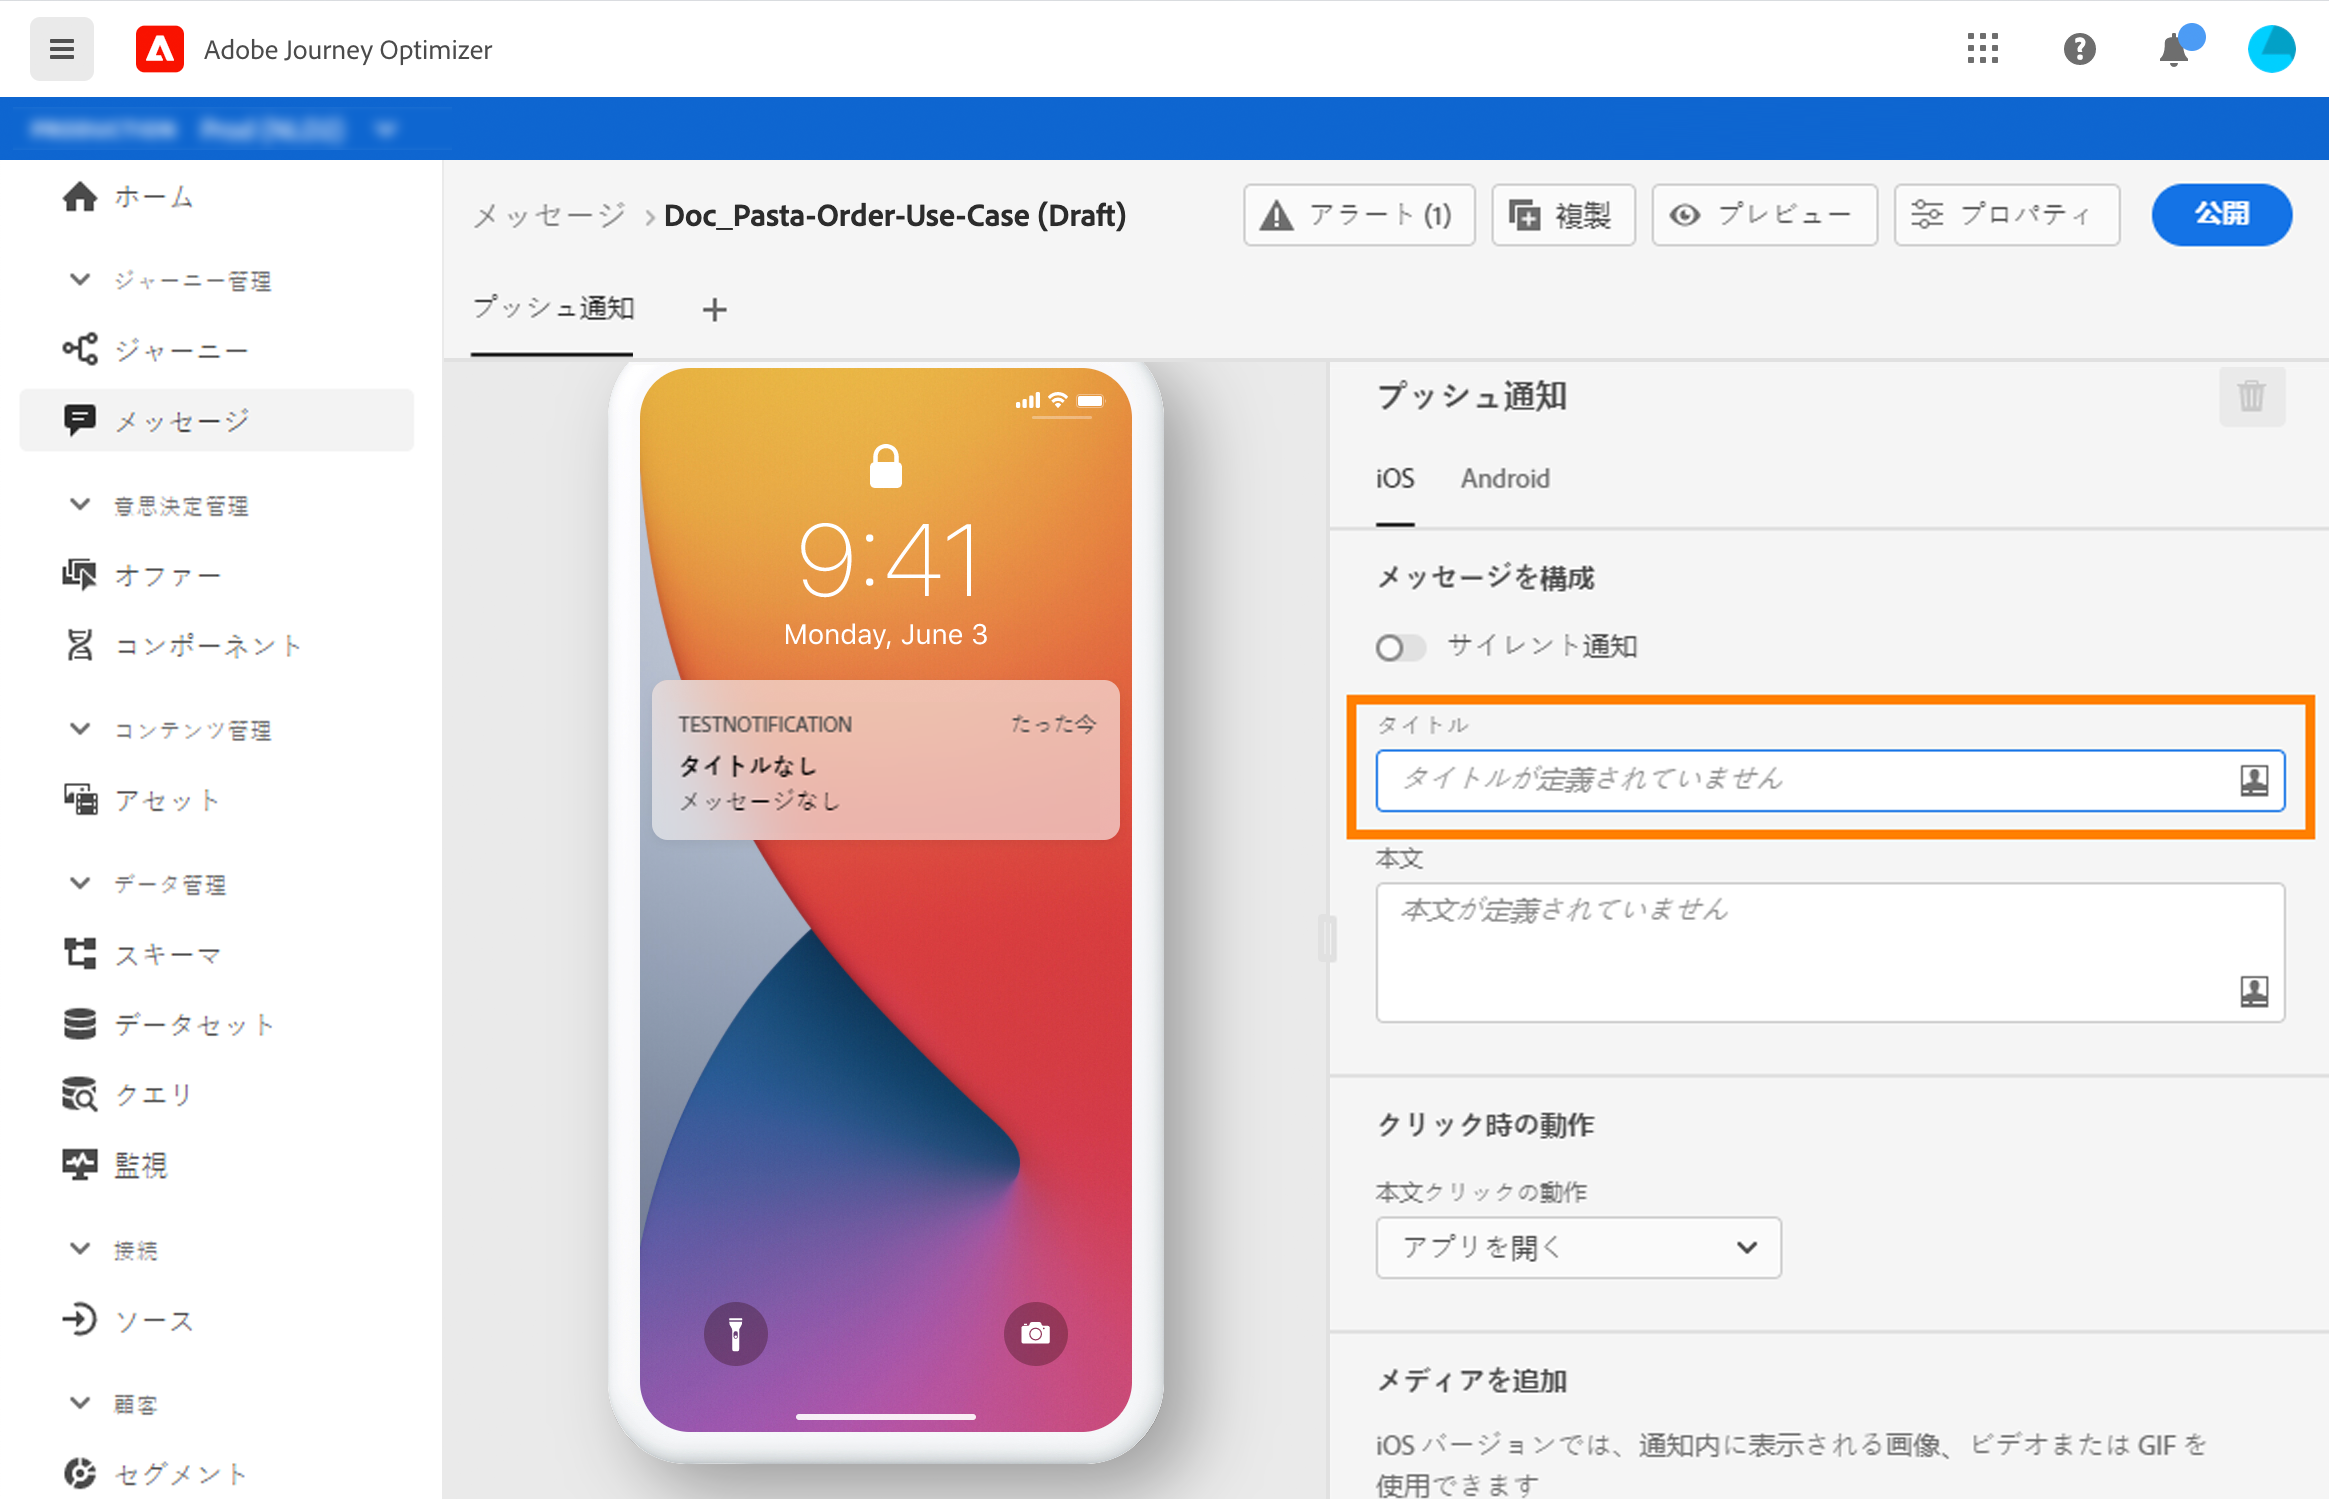 Adobe Journey Optimizer
ホーム
ジャーニー管理
ジャーニー
メッセージ
意思決定管理
オファー
コンポーネント
コンテンツ管理
アセット
データ管理
スキーマ
データセット
クエリ
監視
接続
ソース
顧客
セグメント
メッセージ > Doc_Pasta-Order-Use-Case (Draft)
アラート (1)
複製
プレビュー
プロパティ
公開
プッシュ通知
9:41
Monday, June 3
TESTNOTIFICATION たった今
タイトルなし
メッセージなし
プッシュ通知
iOS Android
メッセージを構成
サイレント通知
タイトル
タイトルが定義されていません
本文
本文が定義されていません
クリック時の動作
本文クリックの動作
アプリを開く
メディアを追加
iOS バージョンでは、通知内に表示される画像、ビデオまたは GIF を
使用できます